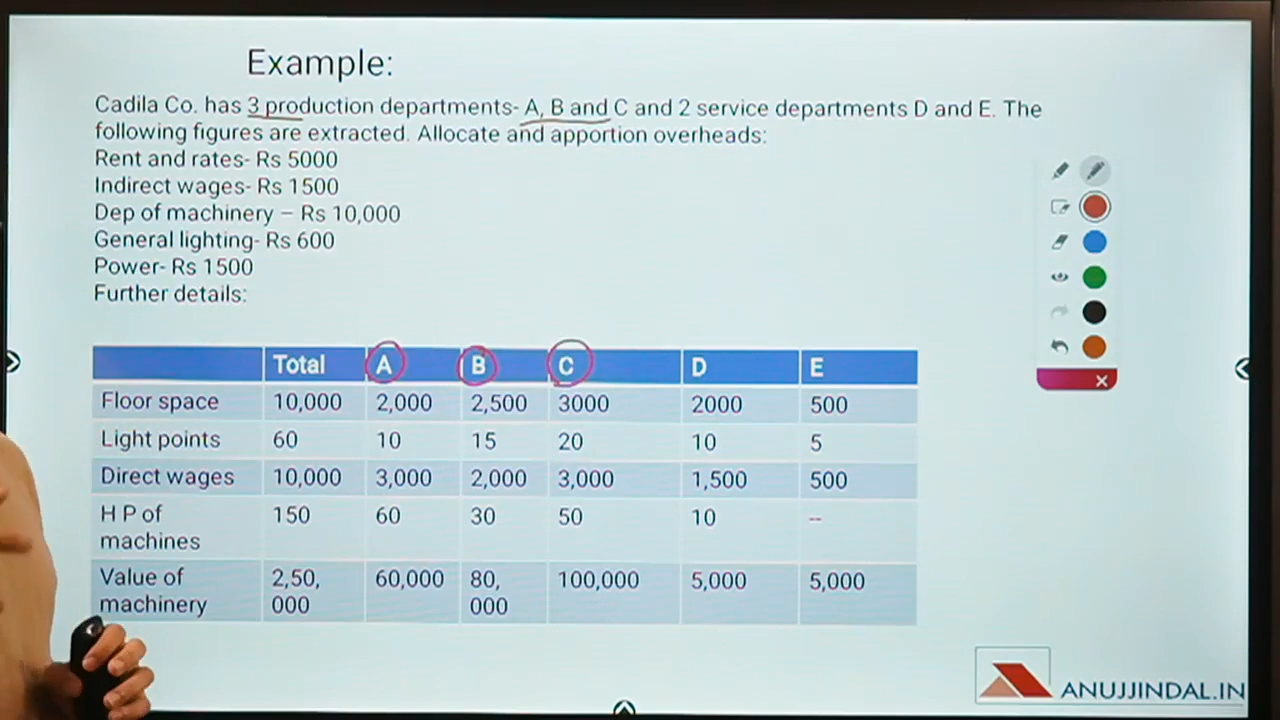 Example:
Cadila Co. has 3 production departments- A, B and C and 2 service departments D and E. The
following figures are extracted. Allocate and apportion overheads:
Rent and rates- Rs 5000
Indirect wages- Rs 1500
Dep of machinery – Rs 10,000
General lighting- Rs 600
Power- Rs 1500
Further details:
Total A B C D E
Floor space 10,000 2,000 2,500 3000 2000 500
Light points 60 10 15 20 10 5
Direct wages 10,000 3,000 2,000 3,000 1,500 500
H P of machines 150 60 30 50 10 --
Value of machinery 2,50, 000 60,000 80, 000 100,000 5,000 5,000
ANUJJINDAL.IN